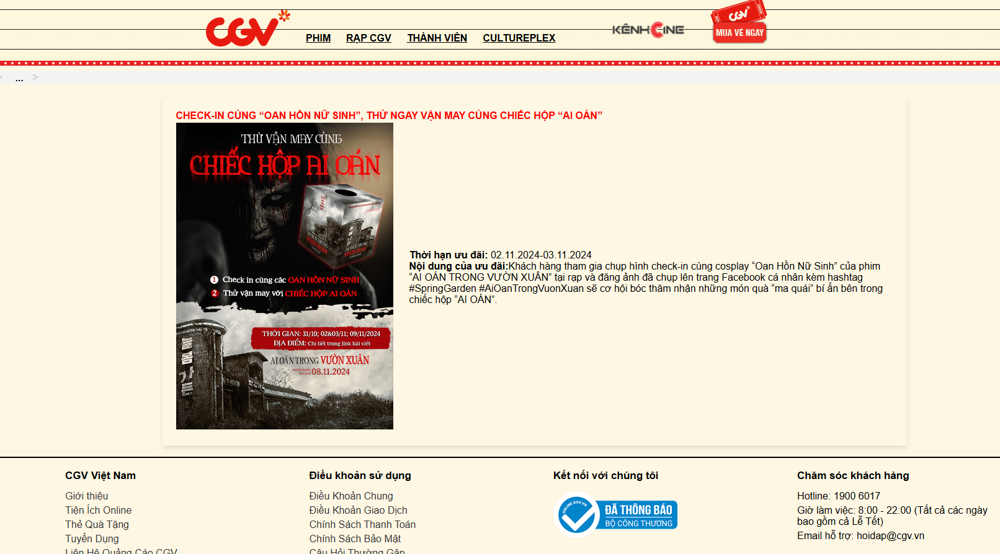 CGV
PHIM
RẠP CGV
THÀNH VIÊN
CULTUREPLEX
KÊNH CINE
CGV
MUA VÉ NGAY
> ... >
CHECK-IN CÙNG “OAN HỒN NỮ SINH”, THỬ NGAY VẬN MAY CÙNG CHIẾC HỘP “AI OÁN”
THỬ VẬN MAY CÙNG
CHIẾC HỘP AI OÁN
AI OÁN TRONG
VƯỜN XUÂN
AI OÁN TRONG
VƯỜN XUÂN
1 Check in cùng các OAN HỒN NỮ SINH
2 Thử vận may với CHIẾC HỘP AI OÁN
THỜI GIAN: 31/10; 02&03/11; 09/11/2024
ĐỊA ĐIỂM: Chi tiết trong link bài viết
AI OÁN TRONG VƯỜN XUÂN
KHỞI CHIẾU
TẠI RẠP 08.11.2024
Thời hạn ưu đãi: 02.11.2024-03.11.2024
Nội dung của ưu đãi:Khách hàng tham gia chụp hình check-in cùng cosplay “Oan Hồn Nữ Sinh” của phim
“AI OÁN TRONG VƯỜN XUÂN” tại rạp và đăng ảnh đã chụp lên trang Facebook cá nhân kèm hashtag
#SpringGarden #AiOanTrongVuonXuan sẽ cơ hội bóc thăm nhận những món quà “ma quái” bí ẩn bên trong
chiếc hộp “AI OÁN”.
CGV Việt Nam
Giới thiệu
Tiện Ích Online
Thẻ Quà Tặng
Tuyển Dụng
Liên Hệ Quảng Cáo CGV
Điều khoản sử dụng
Điều Khoản Chung
Điều Khoản Giao Dịch
Chính Sách Thanh Toán
Chính Sách Bảo Mật
Câu Hỏi Thường Gặp
Kết nối với chúng tôi
ONLINE.GOV.VN
ĐÃ THÔNG BÁO
BỘ CÔNG THƯƠNG
Chăm sóc khách hàng
Hotline: 1900 6017
Giờ làm việc: 8:00 - 22:00 (Tất cả các ngày
bao gồm cả Lễ Tết)
Email hỗ trợ: hoidap@cgv.vn